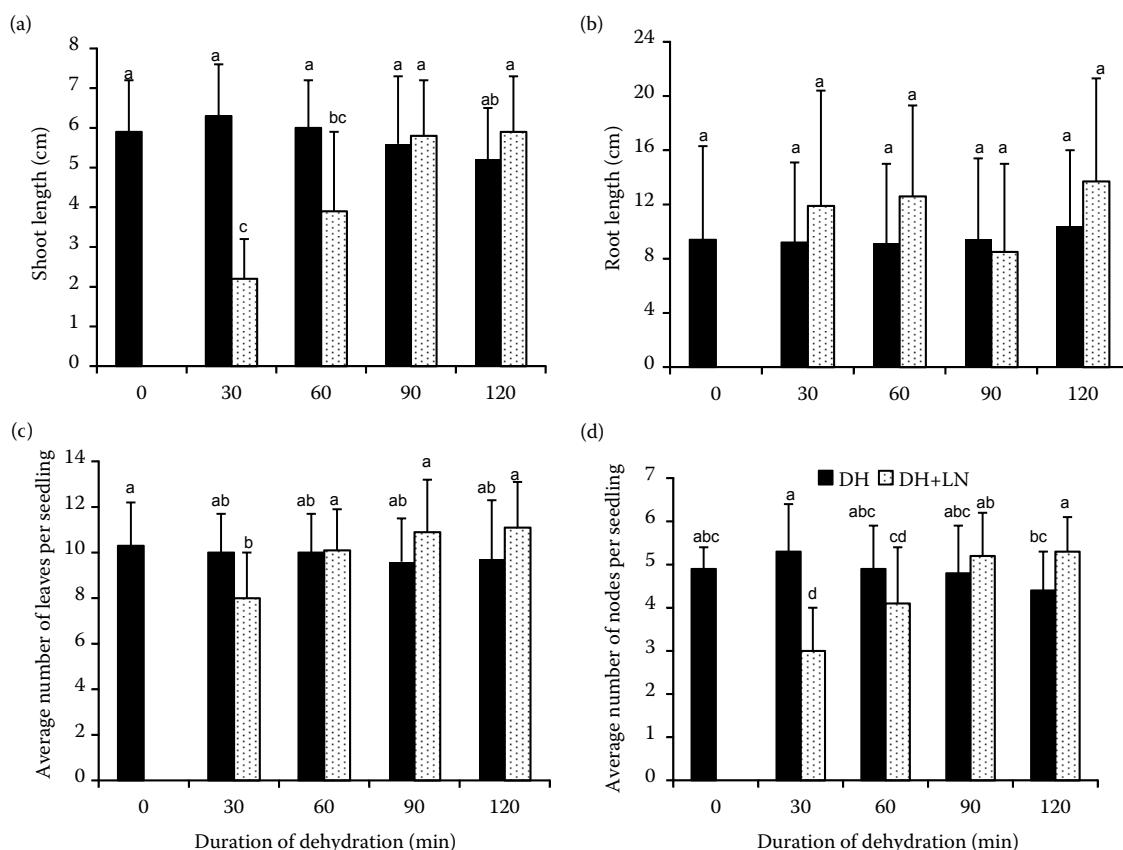 (a)
Shoot length (cm)
8
7
6
5
4
3
2
1
0
a
a
c
a
bc
a
a
ab
a
0 30 60 90 120
(b)
Root length (cm)
24
20
16
12
8
4
0
a
a
a
a
a
a
a
a
a
0 30 60 90 120
(c)
Average number of leaves per seedling
14
12
10
8
6
4
2
0
a
ab
b
ab
a
ab
a
ab
a
0 30 60 90 120
Duration of dehydration (min)
(d)
Average number of nodes per seedling
7
6
5
4
3
2
1
0
DH DH+LN
abc
a
d
abc
cd
abc
ab
bc
a
0 30 60 90 120
Duration of dehydration (min)